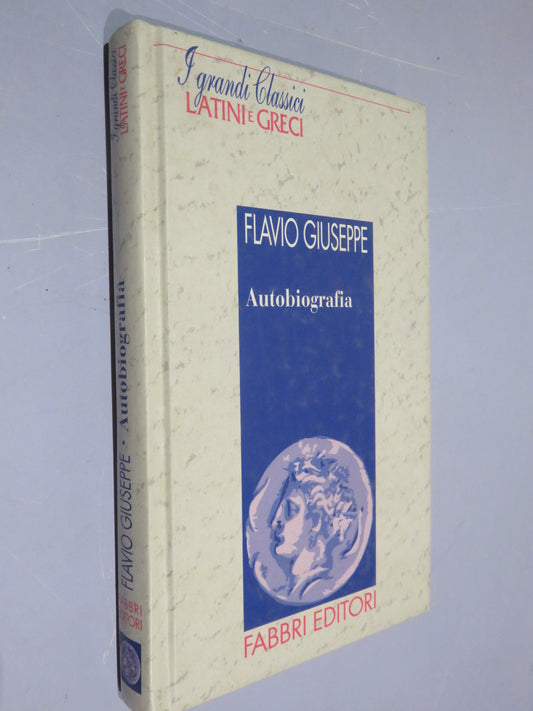 I grandi Classici
LATINI E GRECI
FLAVIO GIUSEPPE
Autobiografia
FABBRI EDITORI
I grandi Classici
LATINI E GRECI
FLAVIO GIUSEPPE · Autobiografia
FABBRI
EDITORI